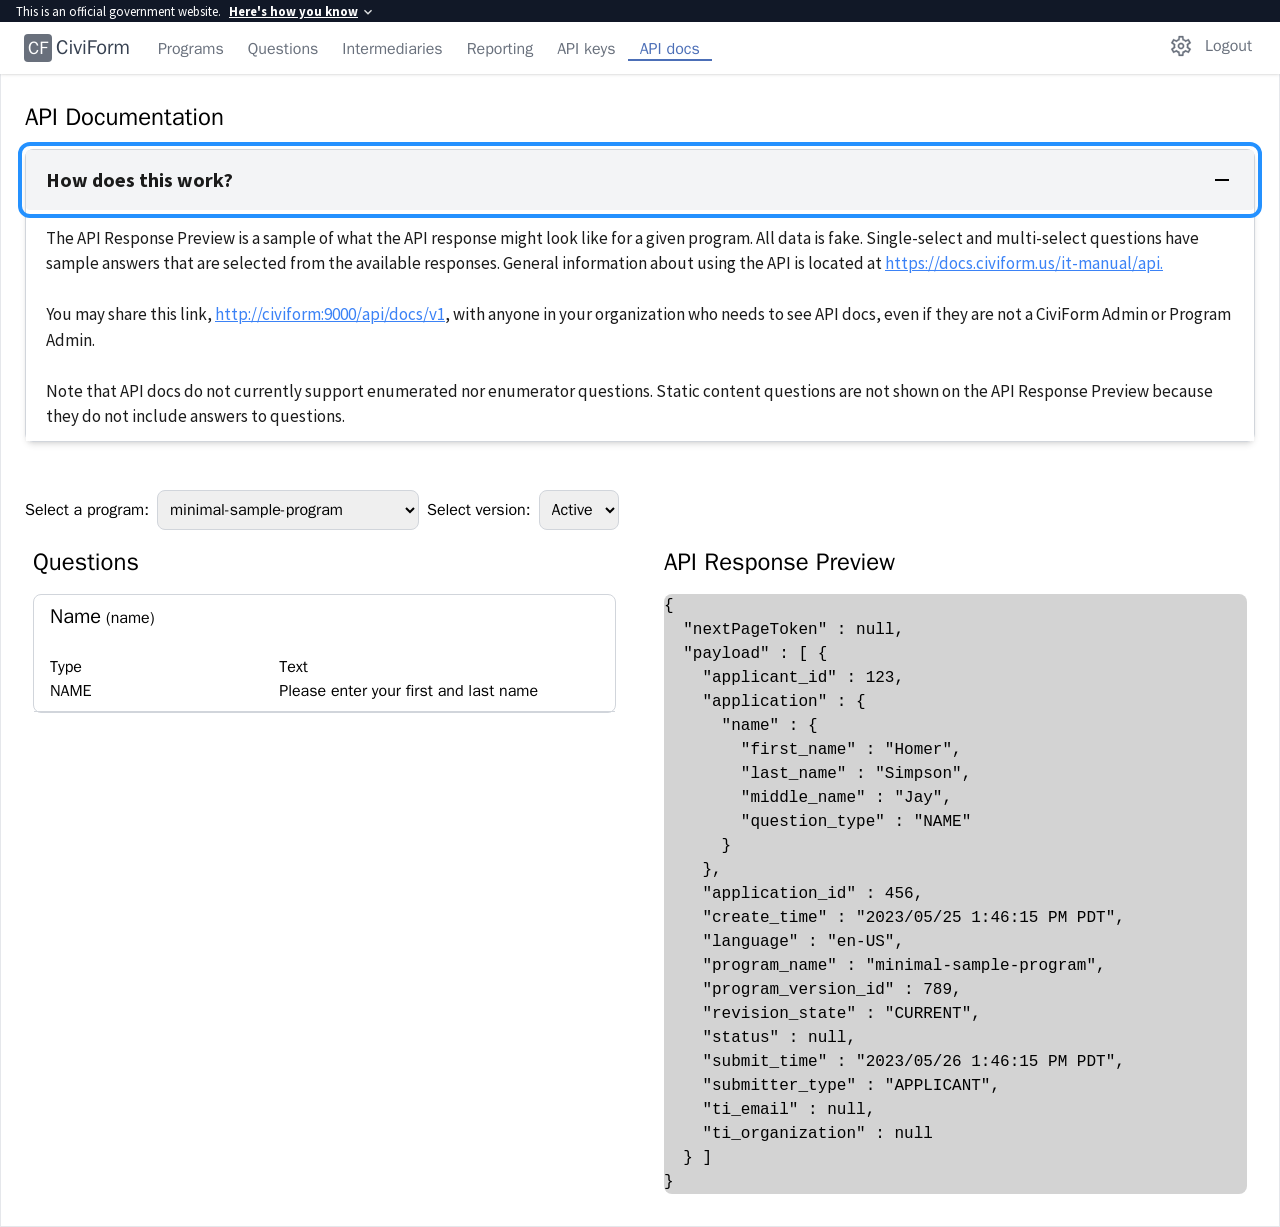 This is an official government website. Here's how you know
CF CiviForm Programs Questions Intermediaries Reporting API keys API docs Logout
API Documentation
How does this work?
The API Response Preview is a sample of what the API response might look like for a given program. All data is fake. Single-select and multi-select questions have
sample answers that are selected from the available responses. General information about using the API is located at https://docs.civiform.us/it-manual/api.
You may share this link, http://civiform:9000/api/docs/v1, with anyone in your organization who needs to see API docs, even if they are not a CiviForm Admin or Program
Admin.
Note that API docs do not currently support enumerated nor enumerator questions. Static content questions are not shown on the API Response Preview because
they do not include answers to questions.
Select a program: minimal-sample-program Select version: Active
Questions
Name (name)
Type Text
NAME Please enter your first and last name
API Response Preview
{
  "nextPageToken" : null,
  "payload" : [ {
    "applicant_id" : 123,
    "application" : {
      "name" : {
        "first_name" : "Homer",
        "last_name" : "Simpson",
        "middle_name" : "Jay",
        "question_type" : "NAME"
      }
    },
    "application_id" : 456,
    "create_time" : "2023/05/25 1:46:15 PM PDT",
    "language" : "en-US",
    "program_name" : "minimal-sample-program",
    "program_version_id" : 789,
    "revision_state" : "CURRENT",
    "status" : null,
    "submit_time" : "2023/05/26 1:46:15 PM PDT",
    "submitter_type" : "APPLICANT",
    "ti_email" : null,
    "ti_organization" : null
  } ]
}